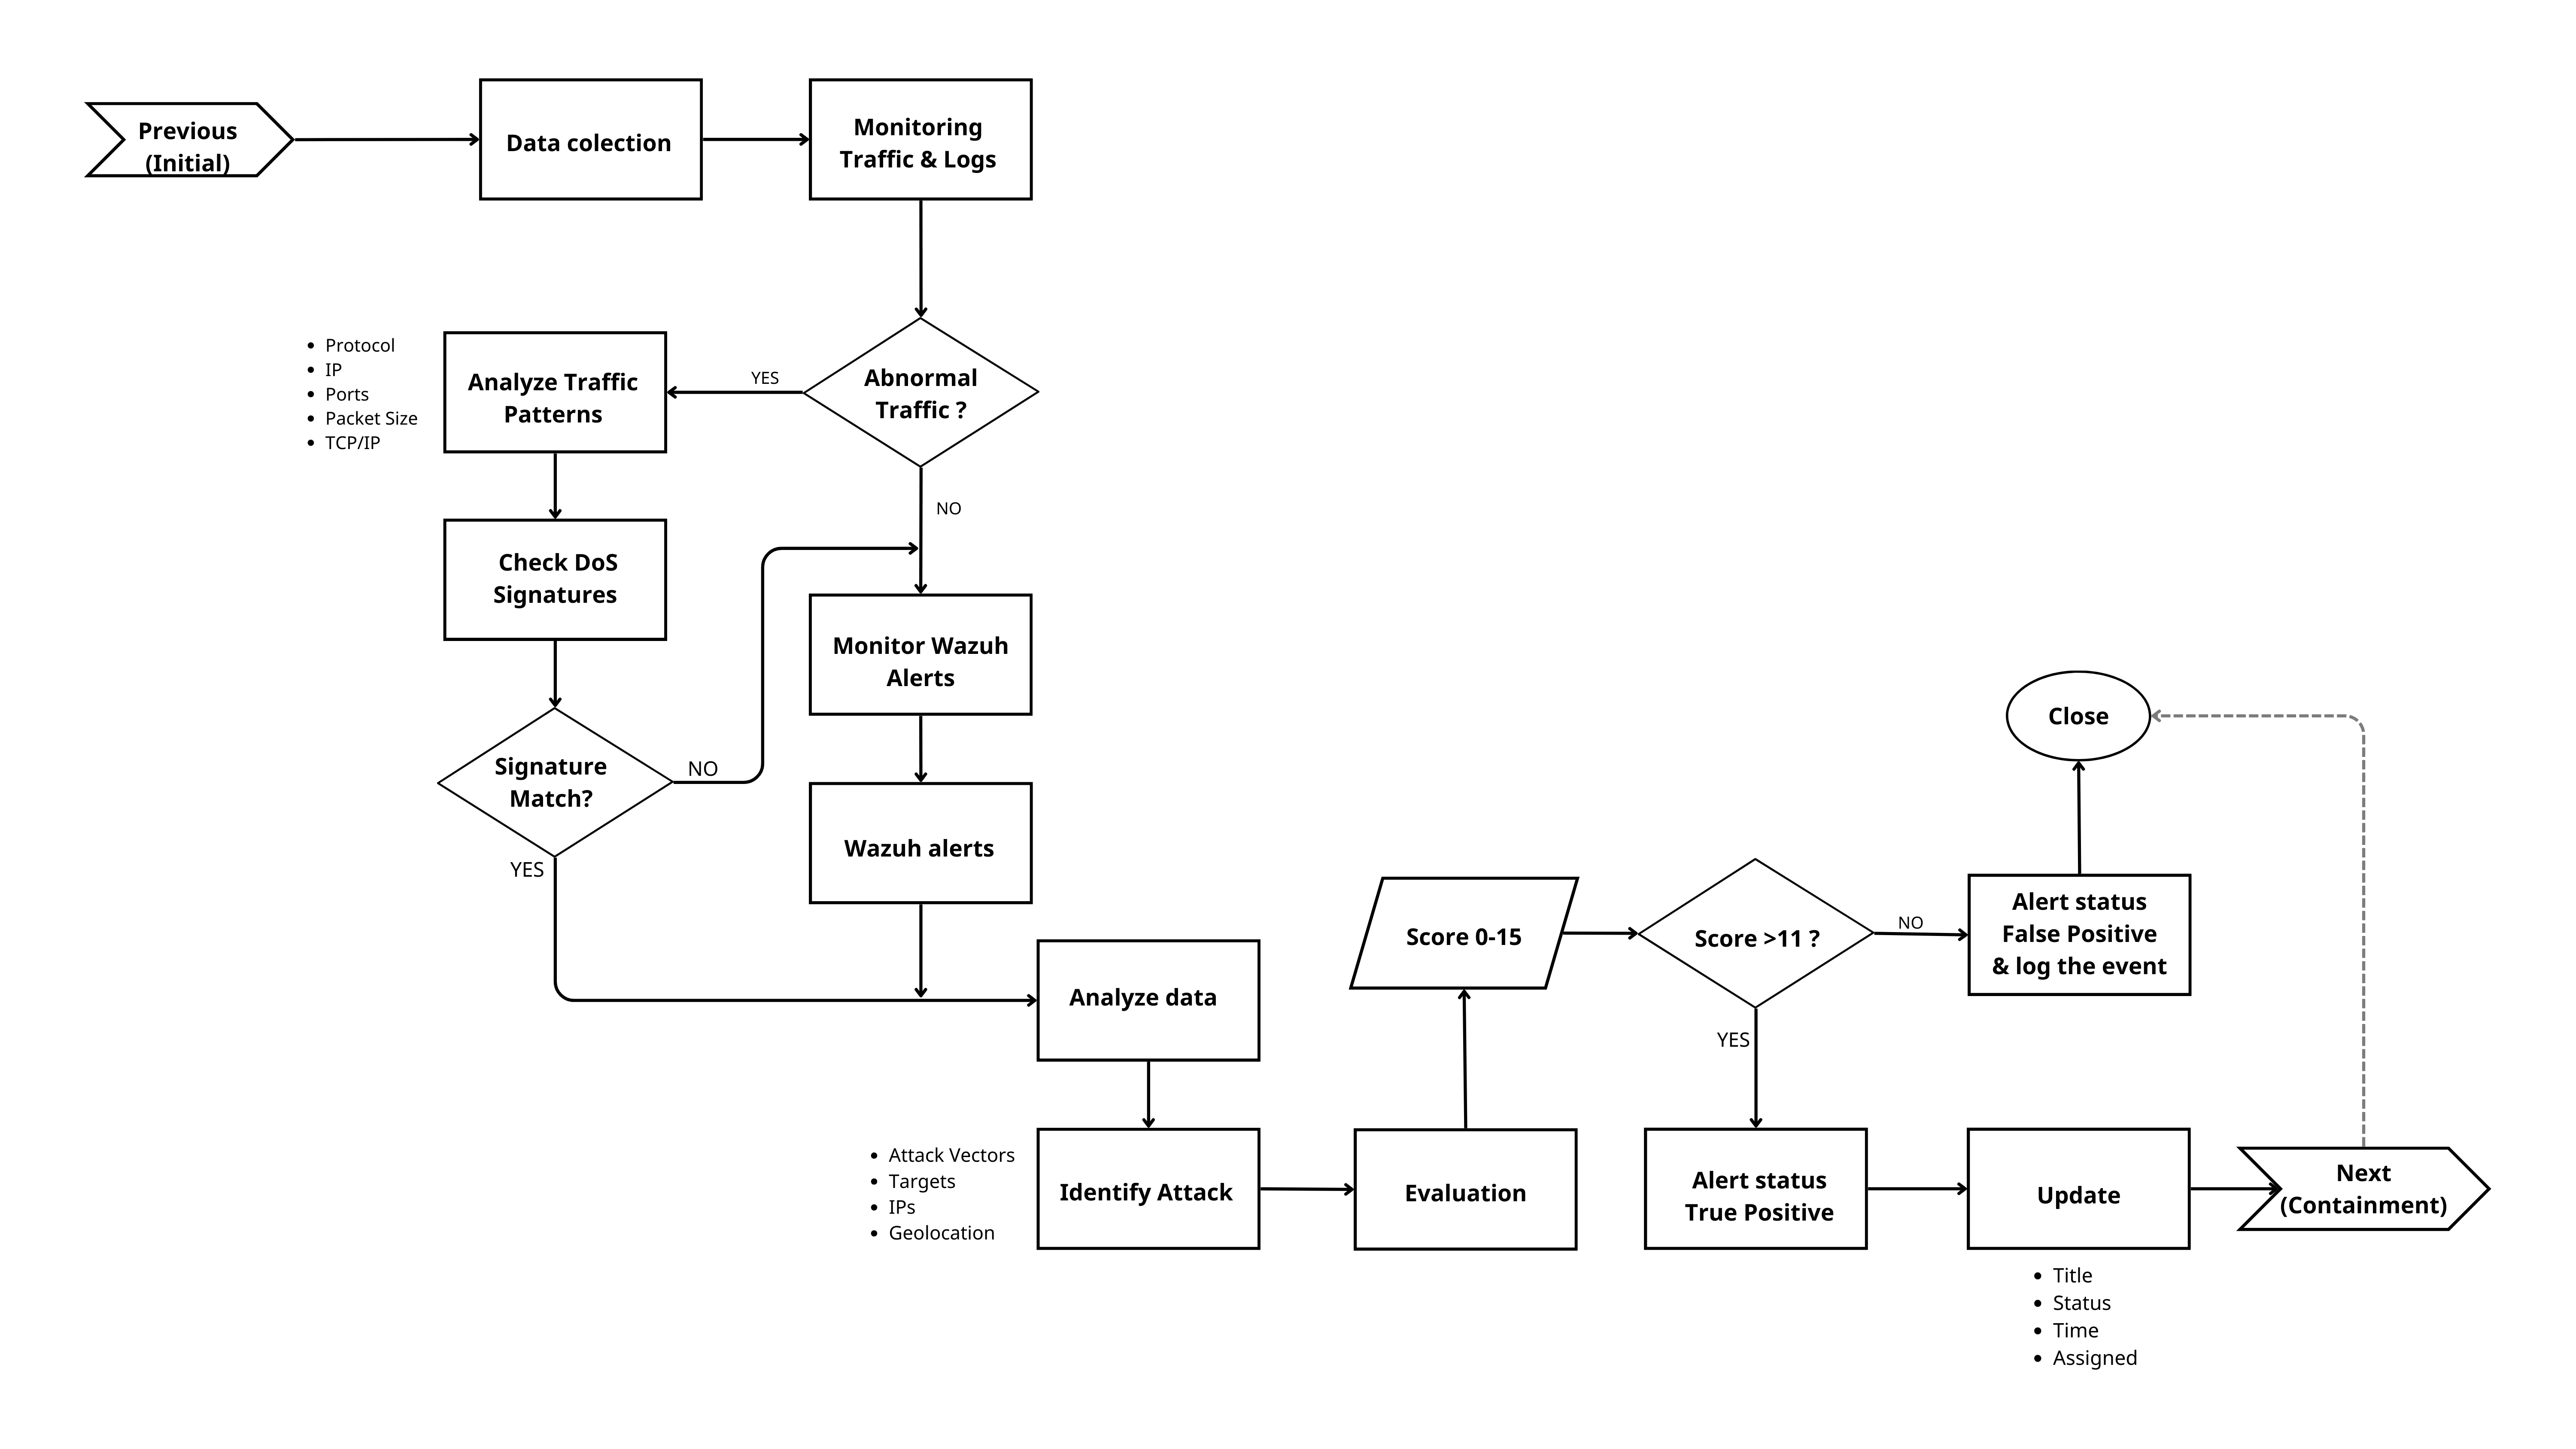 Previous
(Initial)
Data colection
Monitoring
Traffic & Logs
Protocol
IP
Ports
Packet Size
TCP/IP
Analyze Traffic
Patterns
YES
Abnormal
Traffic ?
NO
Check DoS
Signatures
Monitor Wazuh
Alerts
Signature
Match?
NO
YES
Wazuh alerts
Close
Analyze data
Score 0-15
Score >11 ?
NO
Alert status
False Positive
& log the event
YES
Attack Vectors
Targets
IPs
Geolocation
Identify Attack
Evaluation
Alert status
True Positive
Update
Next
(Containment)
Title
Status
Time
Assigned